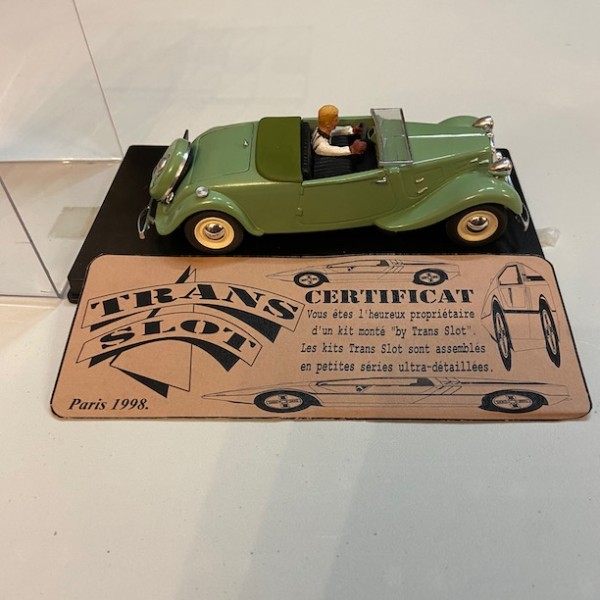 TRANS
SLOT
CERTIFICAT
Vous êtes l'heureux propriétaire
d'un kit monté "by Trans Slot".
Les kits Trans Slot sont assemblés
en petites séries ultra-détaillées.
Paris 1998.